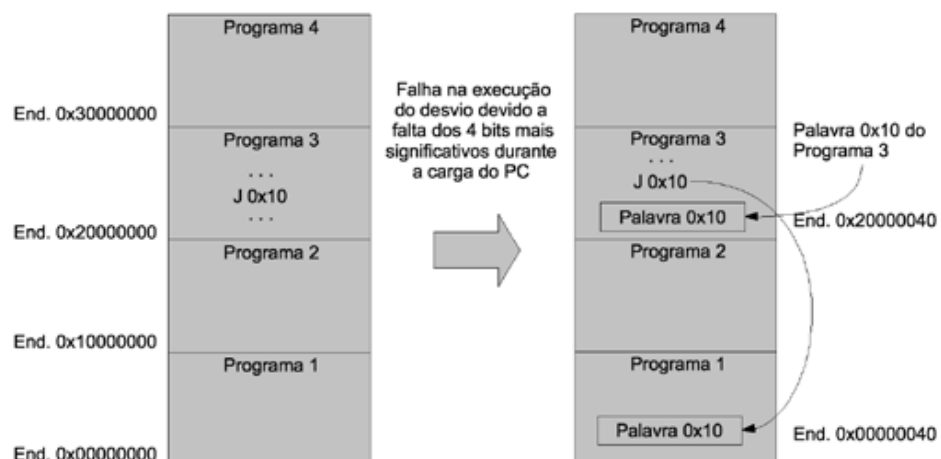 Programa 4
End. 0x30000000
Programa 3
. . .
J 0x10
. . .
End. 0x20000000
Programa 2
End. 0x10000000
Programa 1
End. 0x00000000
Falha na execução
do desvio devido a
falta dos 4 bits mais
significativos durante
a carga do PC
Programa 4
Programa 3
. . .
J 0x10
Palavra 0x10
Palavra 0x10 do
Programa 3
End. 0x20000040
Programa 2
Programa 1
Palavra 0x10
End. 0x00000040